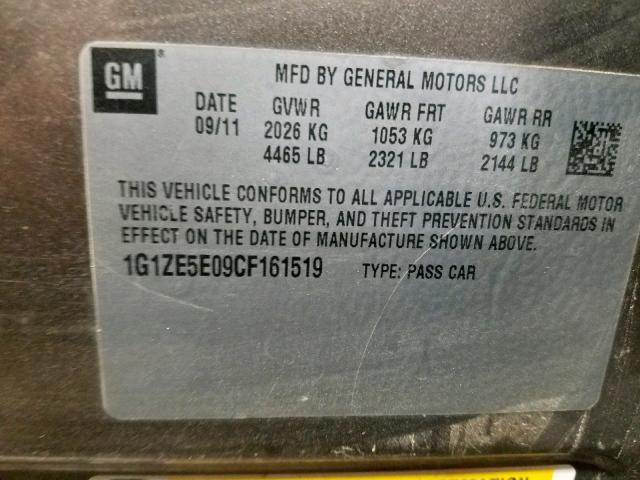 GM ®
MFD BY GENERAL MOTORS LLC
DATE GVWR GAWR FRT GAWR RR
09/11 2026 KG 1053 KG 973 KG
4465 LB 2321 LB 2144 LB
THIS VEHICLE CONFORMS TO ALL APPLICABLE U.S. FEDERAL MOTOR
VEHICLE SAFETY, BUMPER, AND THEFT PREVENTION STANDARDS IN
EFFECT ON THE DATE OF MANUFACTURE SHOWN ABOVE.
1G1ZE5E09CF161519 TYPE: PASS CAR